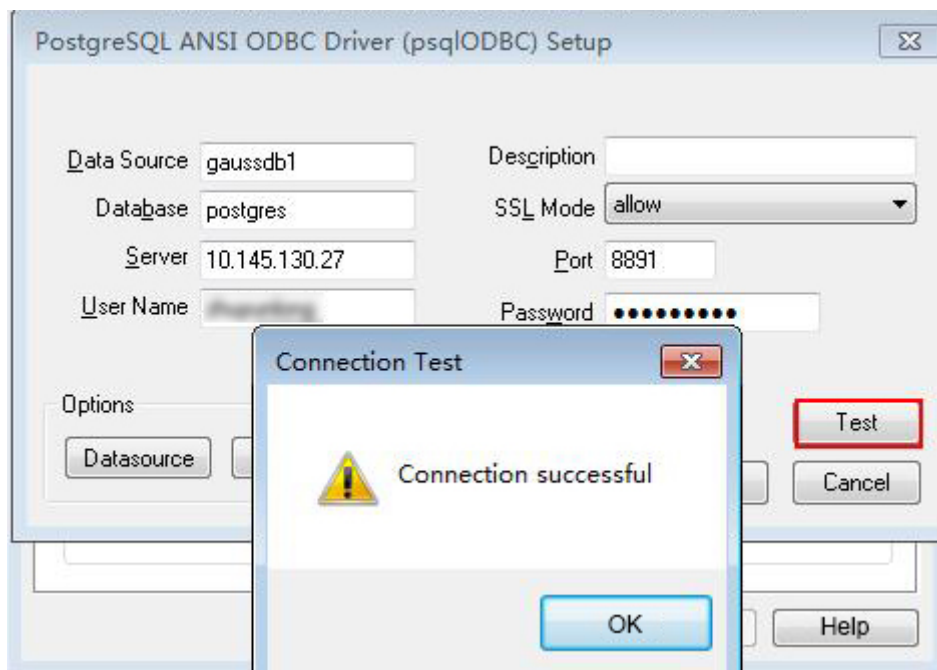 PostgreSQL ANSI ODBC Driver (psqlODBC) Setup
Data Source gaussdb1 Description
Database postgres SSL Mode allow
Server 10.145.130.27 Port 8891
User Name Password ●●●●●●●●●
Connection Test
Options
Test
Datasource
Connection successful
Cancel
OK
Help